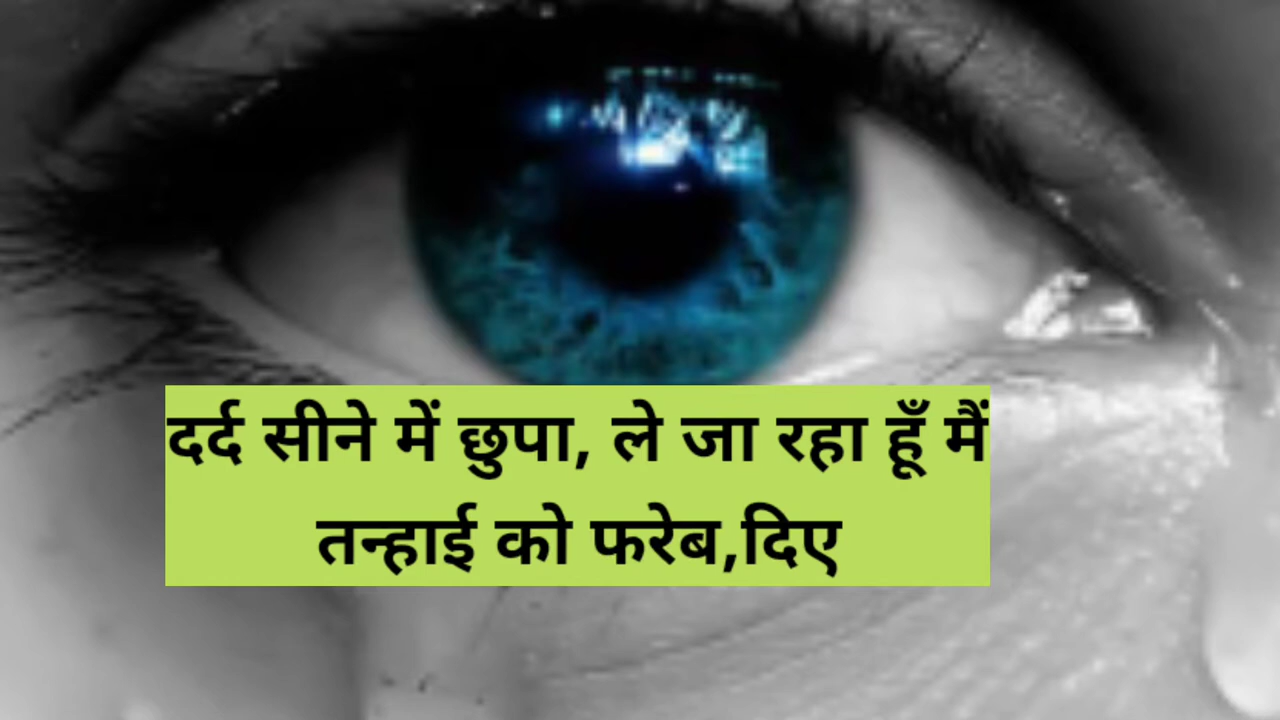 दर्द सीने में छुपा, ले जा रहा हूँ मैं
तन्हाई को फरेब,दिए